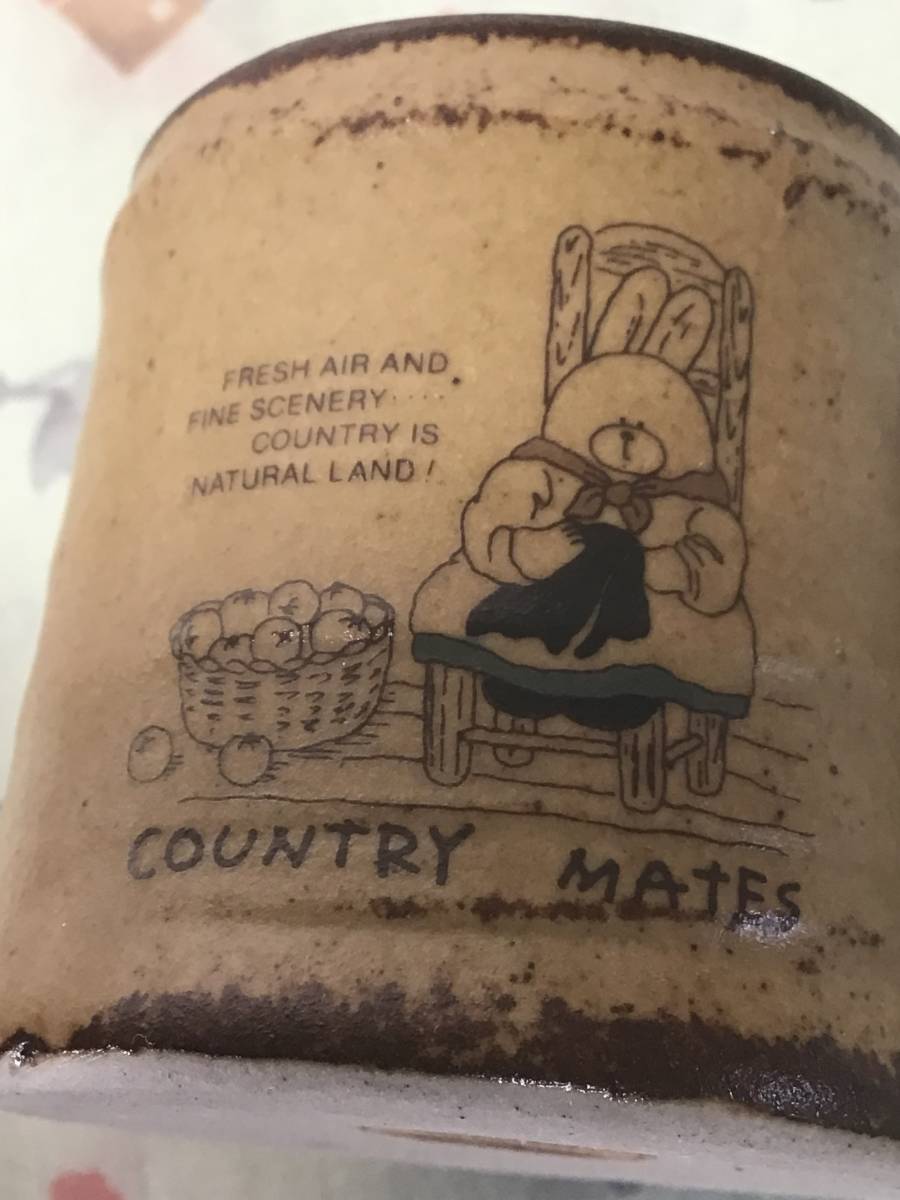 FRESH AIR AND
FINE SCENERY.....
COUNTRY IS
NATURAL LAND!
COUNTRY MATES